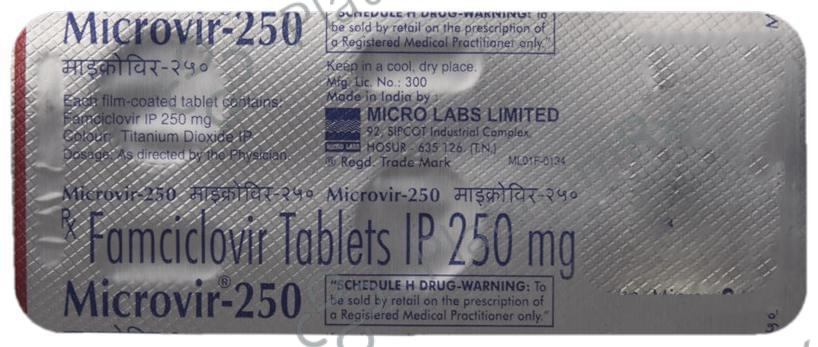 Microvir-250
माइक्रोविर-२५०
Each film-coated tablet contains:
Famciclovir IP 250 mg
Colour: Titanium Dioxide IP.
Dosage: As directed by the Physician.
"SCHEDULE H DRUG-WARNING: To
be sold by retail on the prescription of
a Registered Medical Practitioner only."
Keep in a cool, dry place.
Mfg. Lic. No.: 300
Made in India by :
MICRO LABS LIMITED
92, SIPCOT Industrial Complex,
MICRO LABS HOSUR - 635 126. (T.N.)
® Regd. Trade Mark ML01F-0134
Microvir-250 माइक्रोविर-२५० Microvir-250 माइक्रोविर-२५०
℞ Famciclovir Tablets IP 250 mg
Microvir®-250
"SCHEDULE H DRUG-WARNING: To
be sold by retail on the prescription of
a Registered Medical Practitioner only."